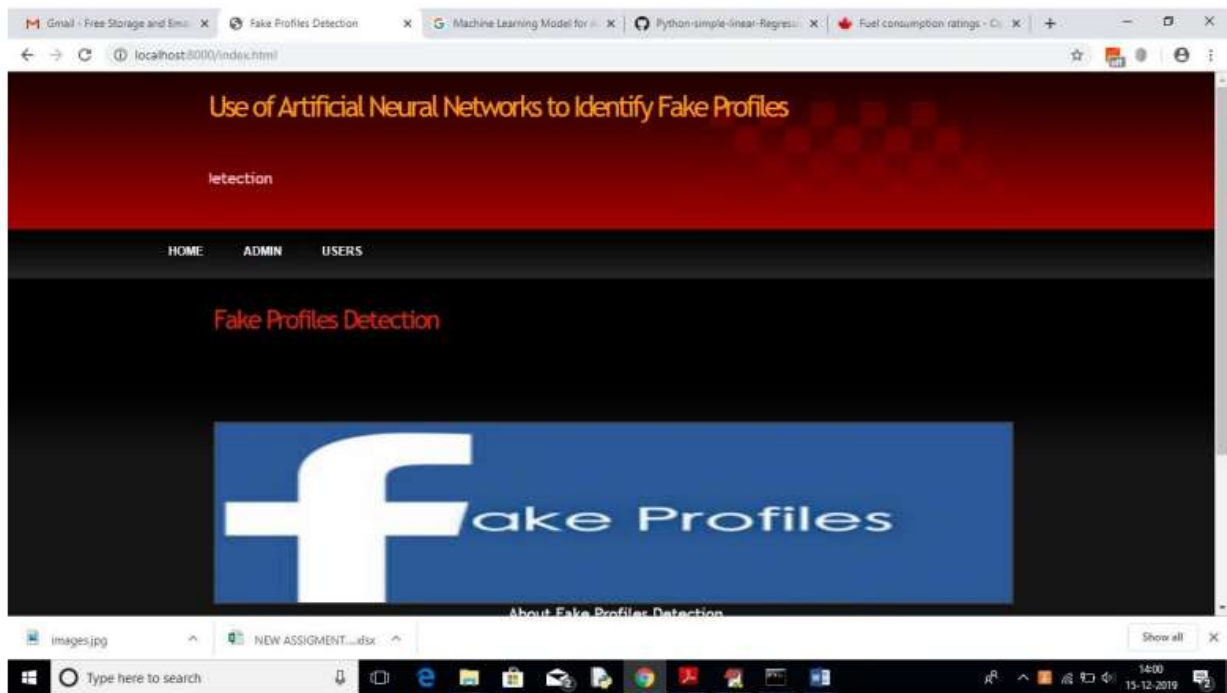 Gmail - Free Storage and Ema
Fake Profiles Detection
Machine Learning Model for
Python-simple-linear-Regress
Fuel consumption ratings -
localhost:8000/index.html
Use of Artificial Neural Networks to Identify Fake Profiles
letection
HOME ADMIN USERS
Fake Profiles Detection
fake Profiles
About Fake Profiles Detection
images.jpg
NEW ASSIGMENT....xlsx
Show all
Type here to search
14:00
15-12-2019